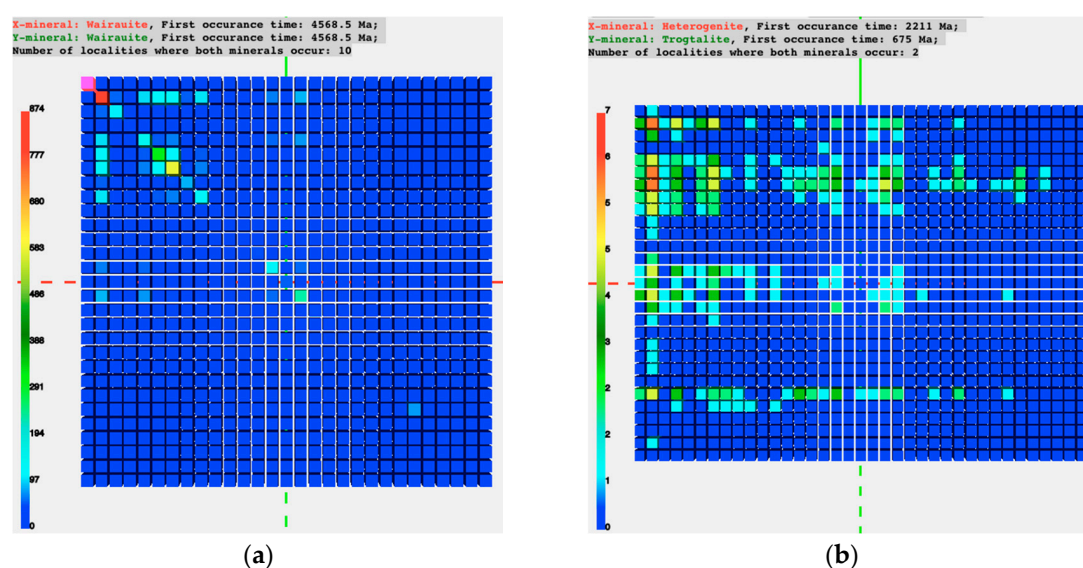 X-mineral: Wairauite, First occurance time: 4568.5 Ma;
Y-mineral: Wairauite, First occurance time: 4568.5 Ma;
Number of localities where both minerals occur: 10
874
777
680
583
486
388
291
194
97
0
(a)
X-mineral: Heterogenite, First occurance time: 2211 Ma;
Y-mineral: Trogtalite, First occurance time: 675 Ma;
Number of localities where both minerals occur: 2
7
6
5
5
4
3
2
2
1
0
(b)